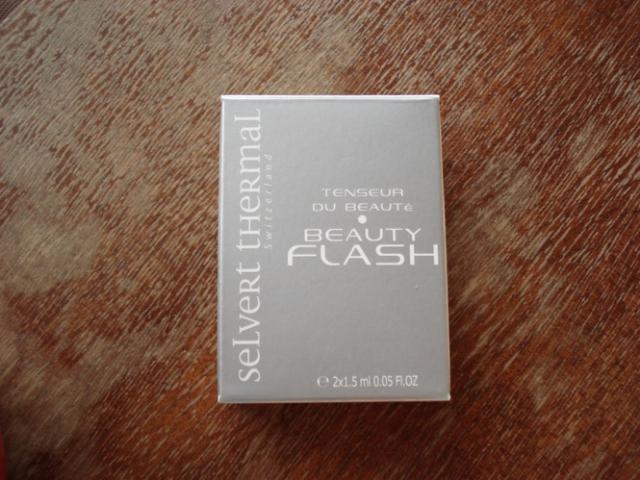 selvert thermal
Switzerland
TENSEUR
DU BEAUTé
BEAUTY
FLASH
℮ 2x1.5 ml 0.05 Fl.OZ